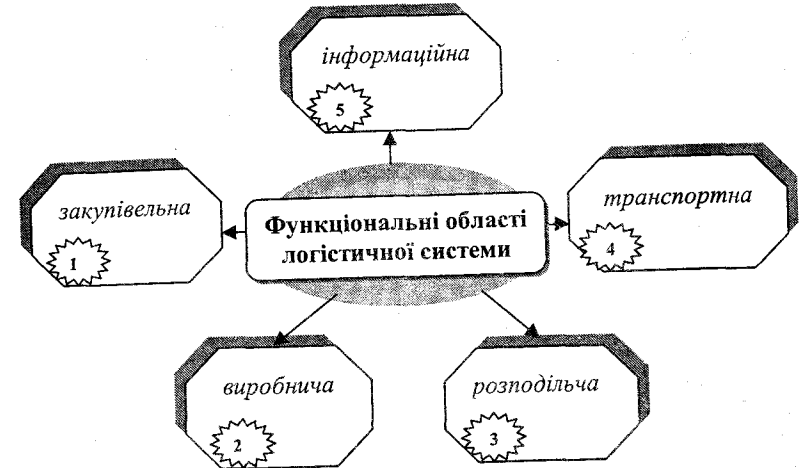 інформаційна
5
закупівельна
1
Функціональні області
логістичної системи
транспортна
4
виробнича
2
розподільча
3